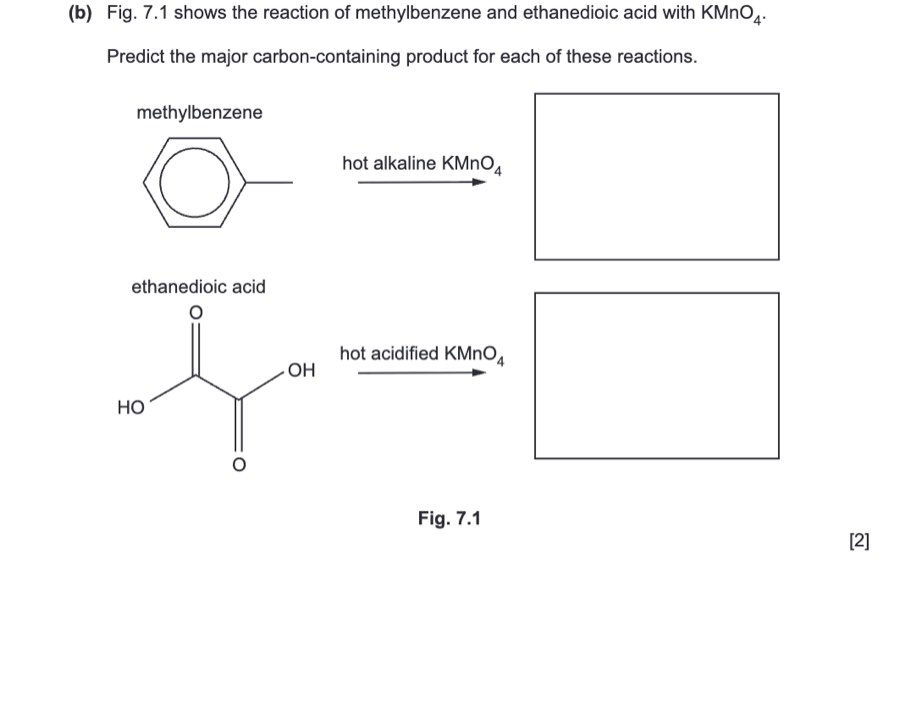 (b) Fig. 7.1 shows the reaction of methylbenzene and ethanedioic acid with KMnO₄.
Predict the major carbon-containing product for each of these reactions.
methylbenzene
hot alkaline KMnO₄
ethanedioic acid
O
hot acidified KMnO₄
OH
HO
O
Fig. 7.1
[2]